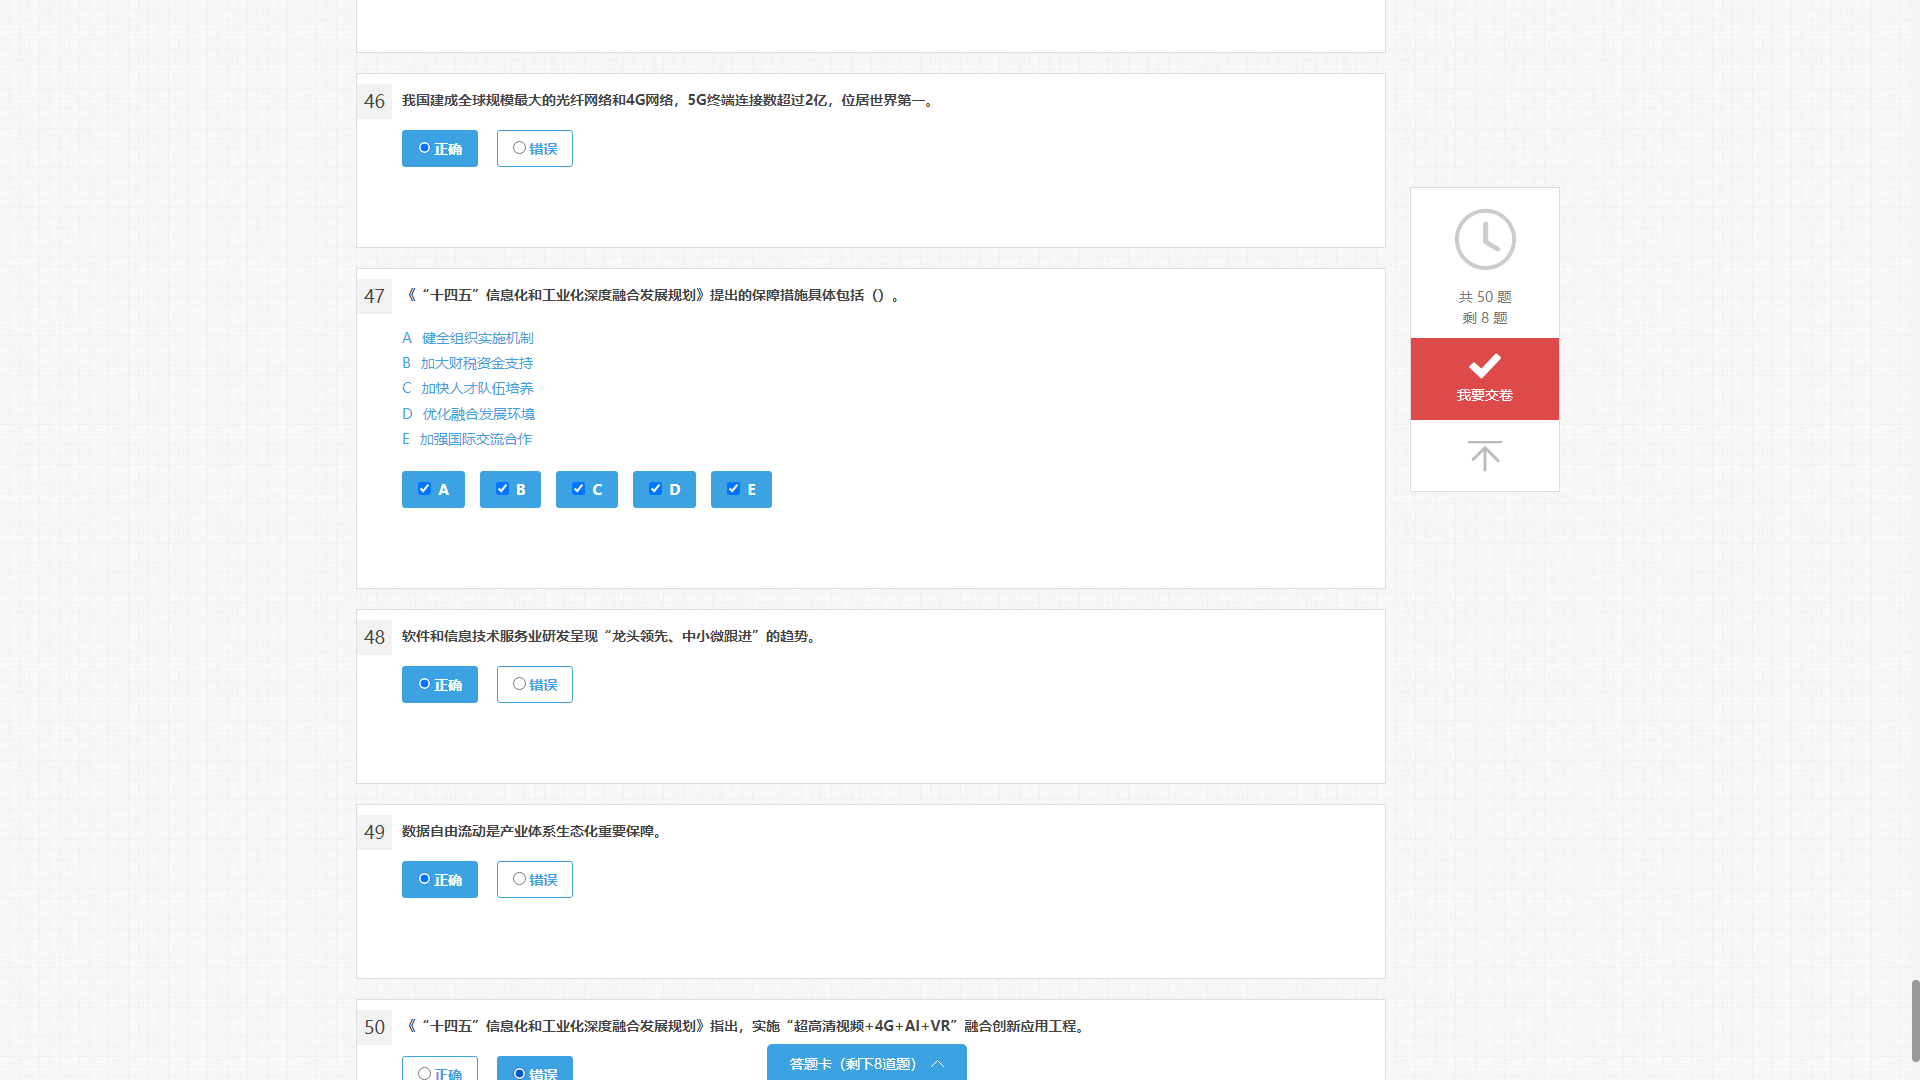 46 我国建成全球规模最大的光纤网络和4G网络，5G终端连接数超过2亿，位居世界第一。
正确 错误
47 《“十四五”信息化和工业化深度融合发展规划》提出的保障措施具体包括（）。
A 健全组织实施机制
B 加大财税资金支持
C 加快人才队伍培养
D 优化融合发展环境
E 加强国际交流合作
A B C D E
48 软件和信息技术服务业研发呈现“龙头领先、中小微跟进”的趋势。
正确 错误
49 数据自由流动是产业体系生态化重要保障。
正确 错误
50 《“十四五”信息化和工业化深度融合发展规划》指出，实施“超高清视频+4G+AI+VR”融合创新应用工程。
正确 错误
答题卡（剩下8道题）
共 50 题
剩 8 题
我要交卷